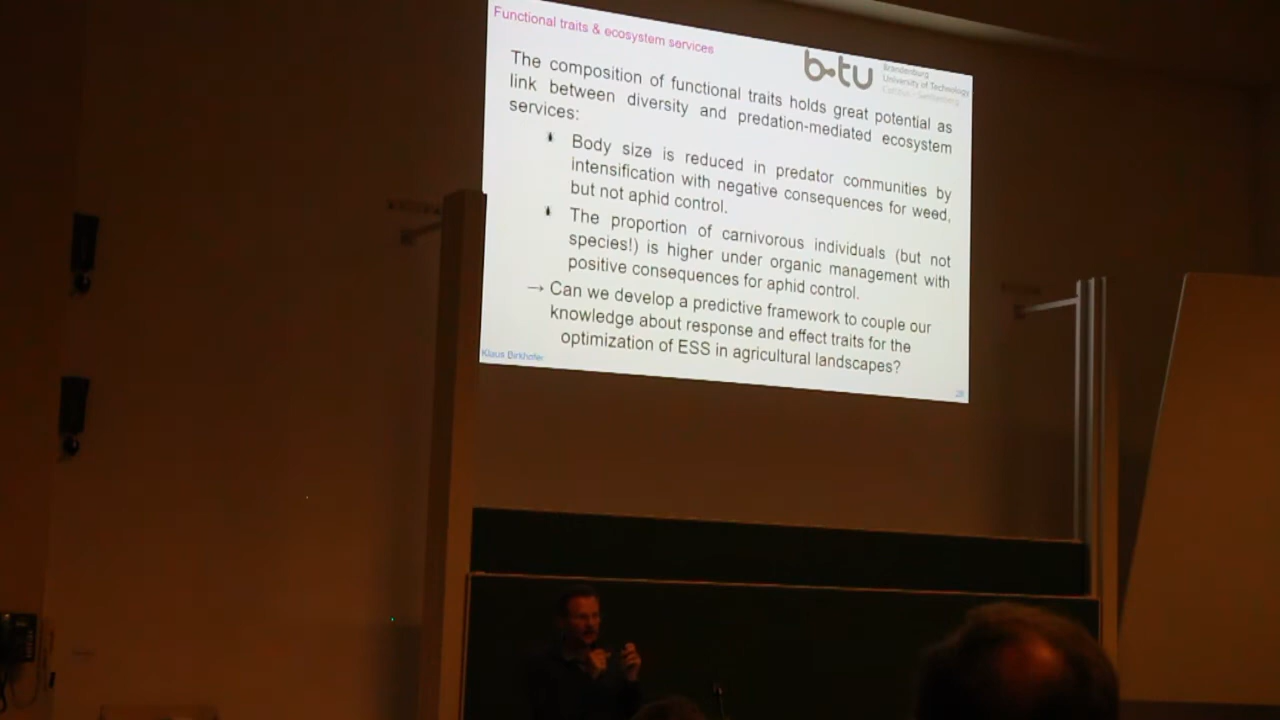 Functional traits & ecosystem services
b-tu
Brandenburg
University of Technology
Cottbus - Senftenberg
The composition of functional traits holds great potential as
link between diversity and predation-mediated ecosystem
services:
Body size is reduced in predator communities by
intensification with negative consequences for weed,
but not aphid control.
The proportion of carnivorous individuals (but not
species!) is higher under organic management with
positive consequences for aphid control.
→ Can we develop a predictive framework to couple our
knowledge about response and effect traits for the
optimization of ESS in agricultural landscapes?
Klaus Birkhofer